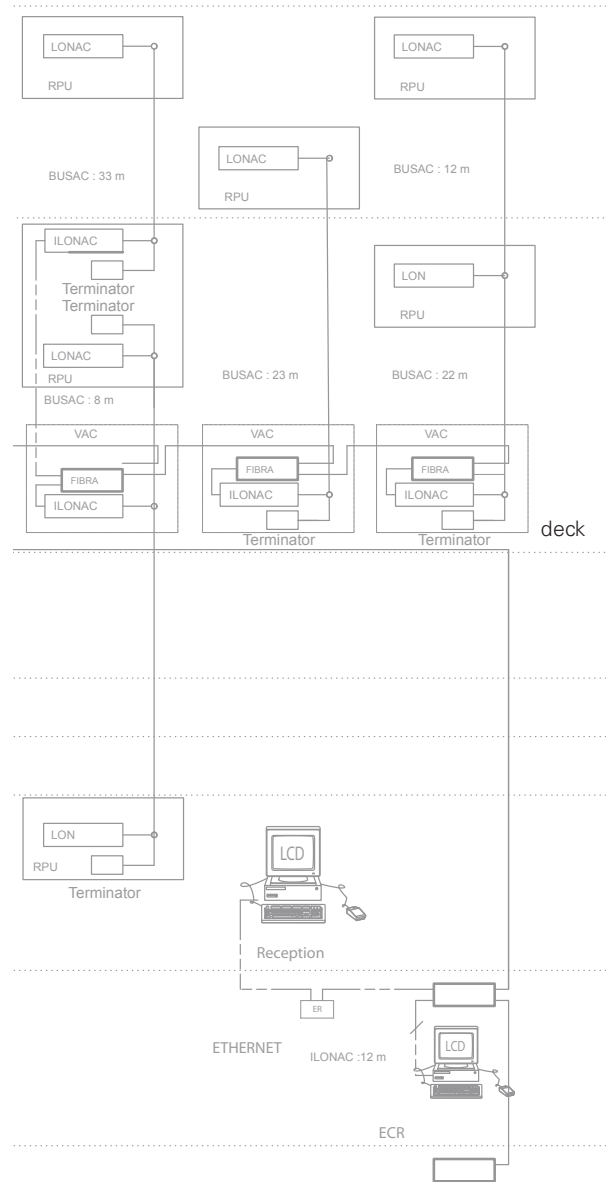 LONAC
LONAC
RPU
RPU
LONAC
BUSAC : 33 m
BUSAC : 12 m
RPU
ILONAC
Terminator
LON
Terminator
RPU
LONAC
RPU
BUSAC : 23 m
BUSAC : 22 m
BUSAC : 8 m
VAC
VAC
VAC
FIBRA
FIBRA
FIBRA
ILONAC
ILONAC
ILONAC
deck
Terminator
Terminator
LON
RPU
Terminator
LCD
Reception
ER
ETHERNET
ILONAC :12 m
LCD
ECR